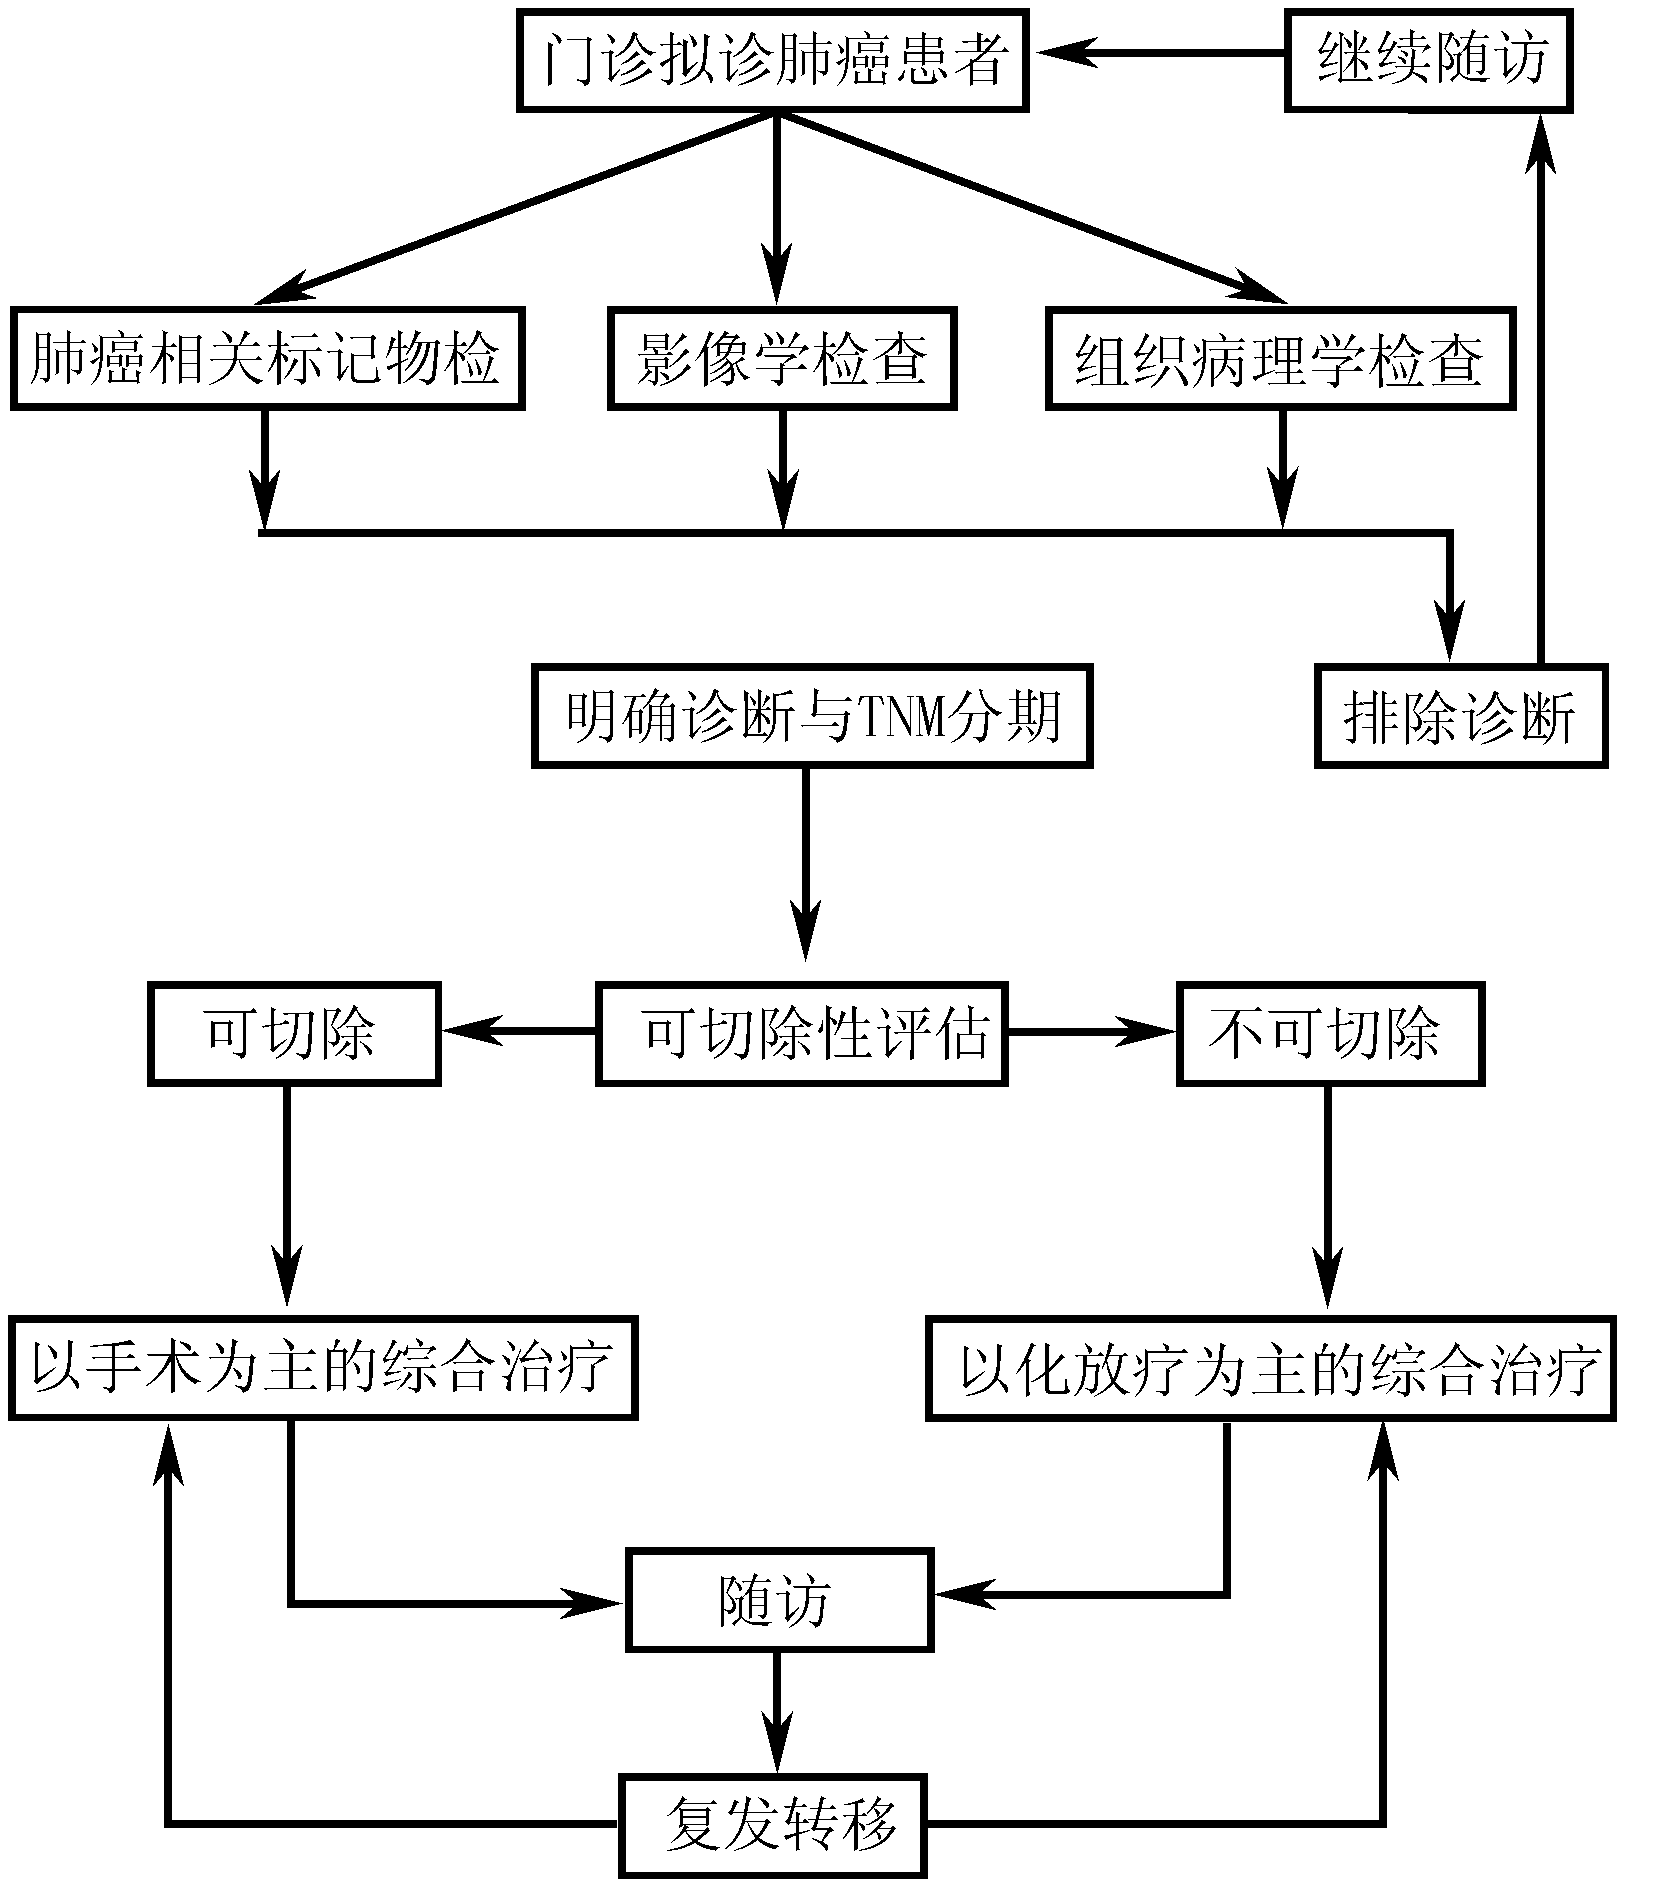 门诊拟诊肺癌患者
继续随访
肺癌相关标记物检
影像学检查
组织病理学检查
明确诊断与TNM分期
排除诊断
可切除
可切除性评估
不可切除
以手术为主的综合治疗
以化放疗为主的综合治疗
随访
复发转移